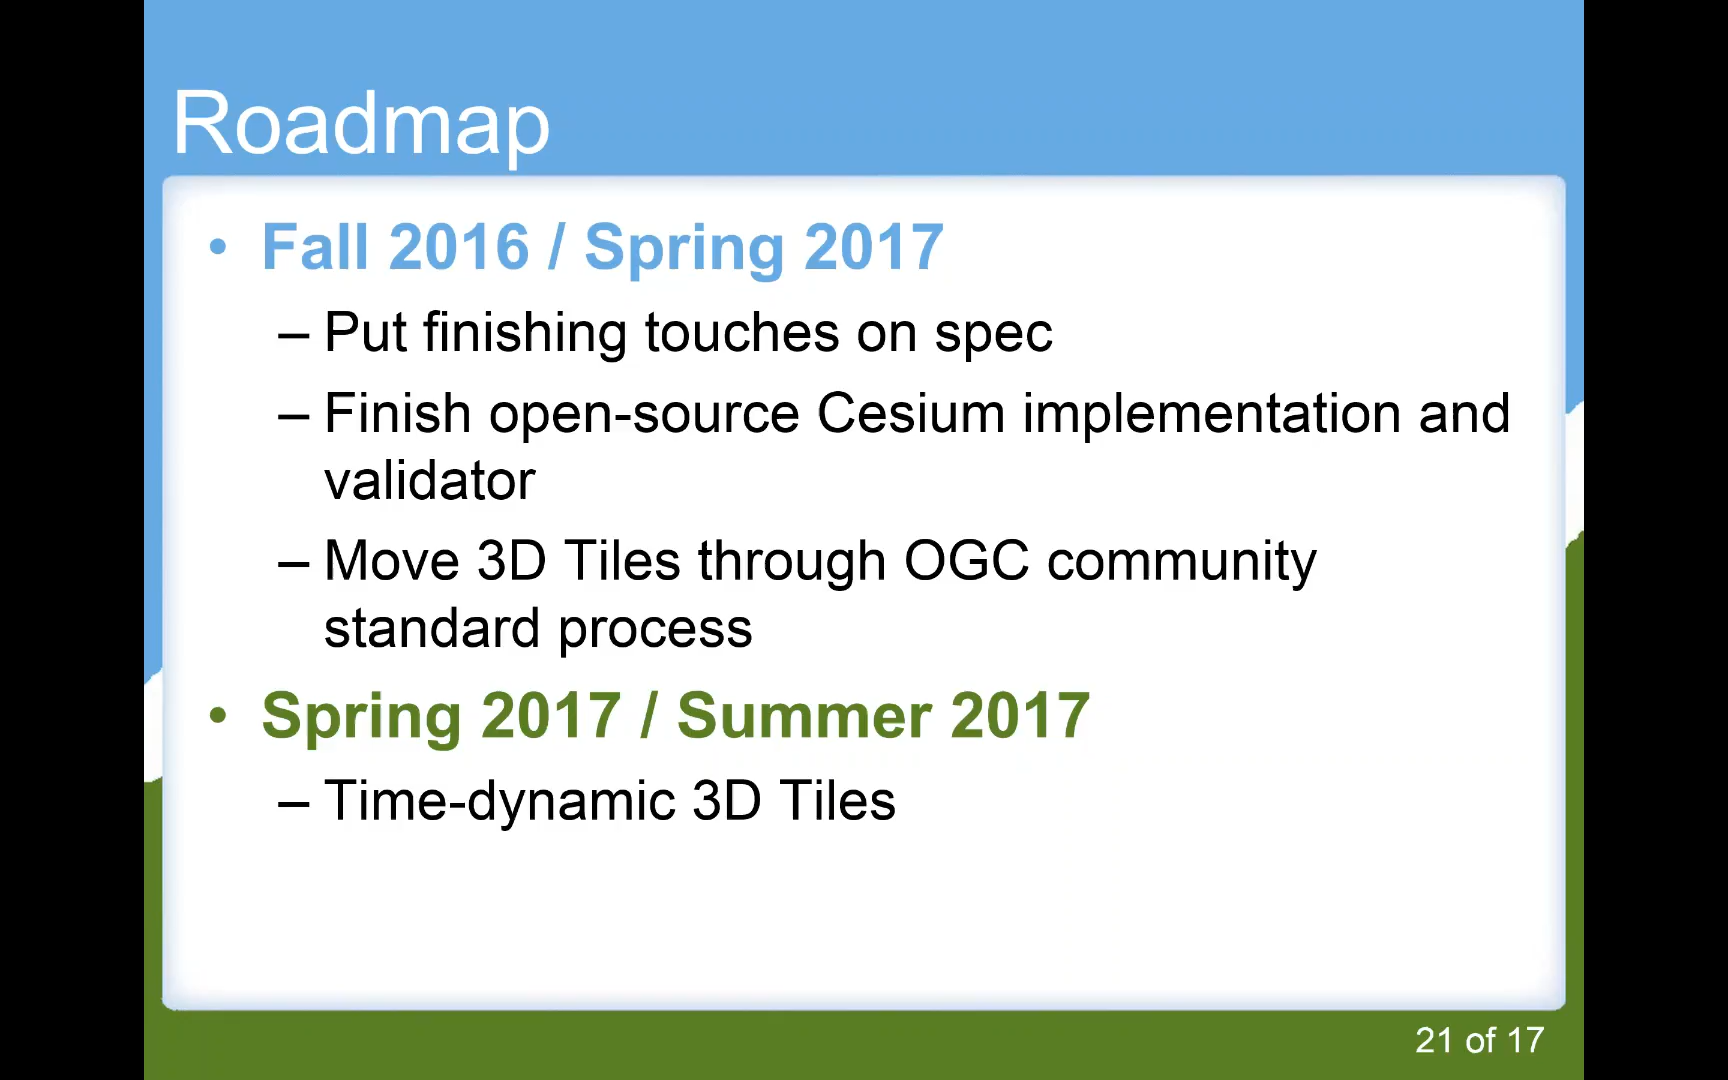 Roadmap
• Fall 2016 / Spring 2017
– Put finishing touches on spec
– Finish open-source Cesium implementation and
validator
– Move 3D Tiles through OGC community
standard process
• Spring 2017 / Summer 2017
– Time-dynamic 3D Tiles
21 of 17